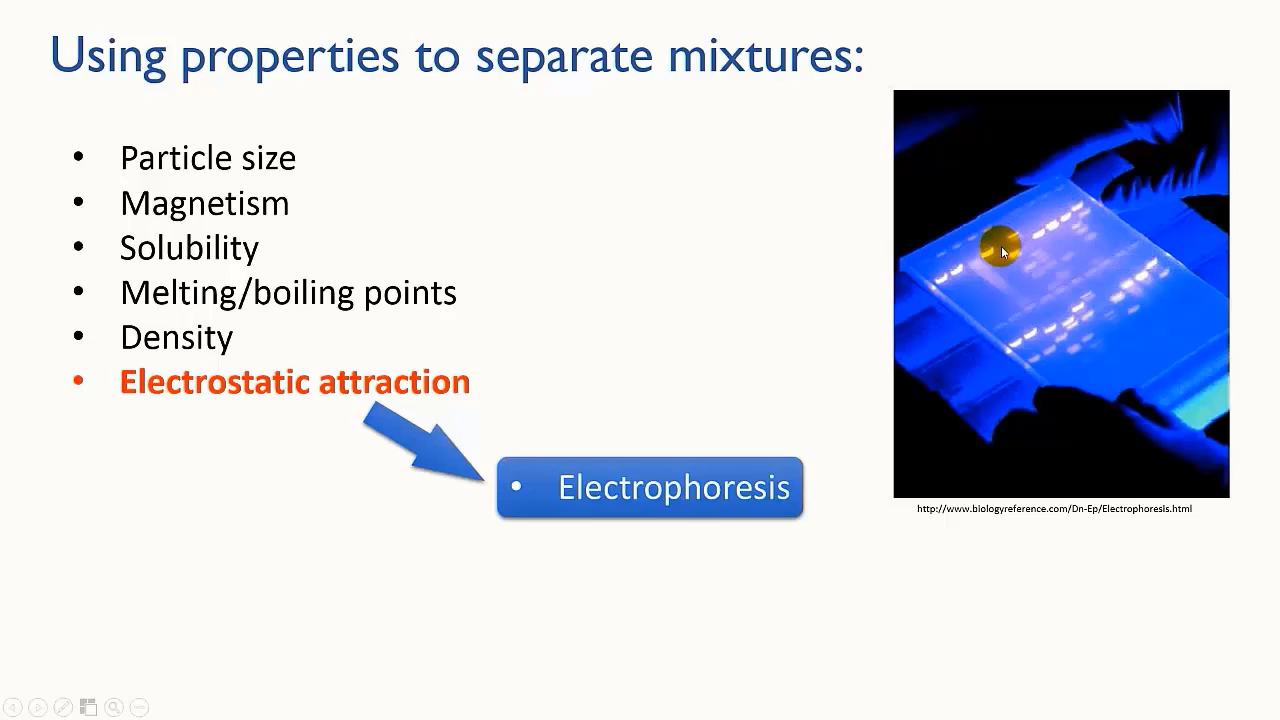 Using properties to separate mixtures:
• Particle size
• Magnetism
• Solubility
• Melting/boiling points
• Density
• Electrostatic attraction
• Electrophoresis
http://www.biologyreference.com/Dn-Ep/Electrophoresis.html